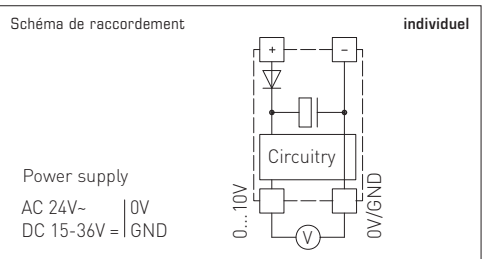 Schéma de raccordement individuel
+ −
Circuitry
Power supply
AC 24V~ | 0V
DC 15-36V = | GND
0...10V
0V/GND
V